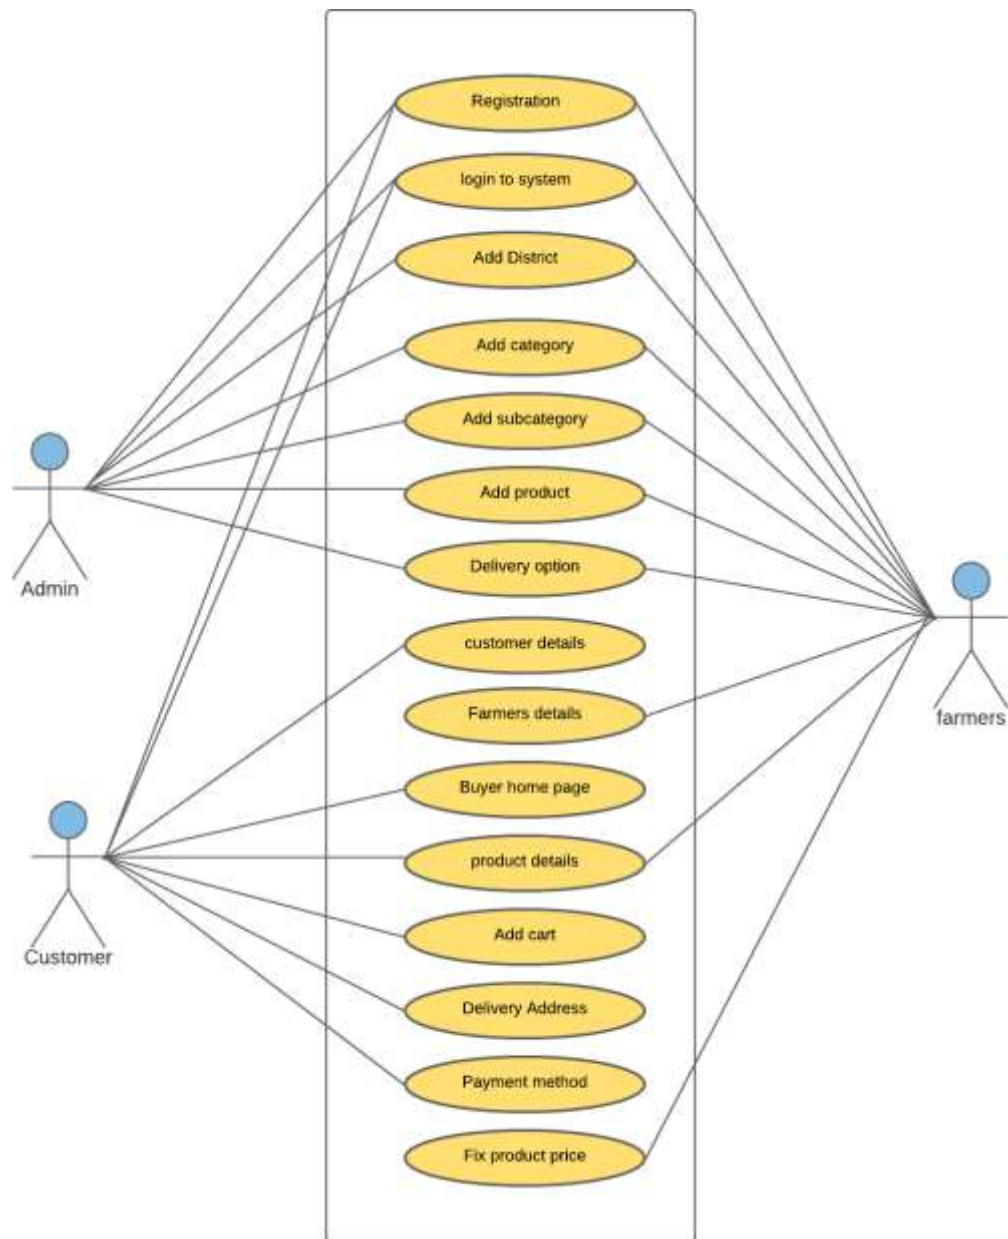 Registration
login to system
Add District
Add category
Add subcategory
Add product
Delivery option
Admin
customer details
farmers
Farmers details
Buyer home page
product details
Add cart
Customer
Delivery Address
Payment method
Fix product price